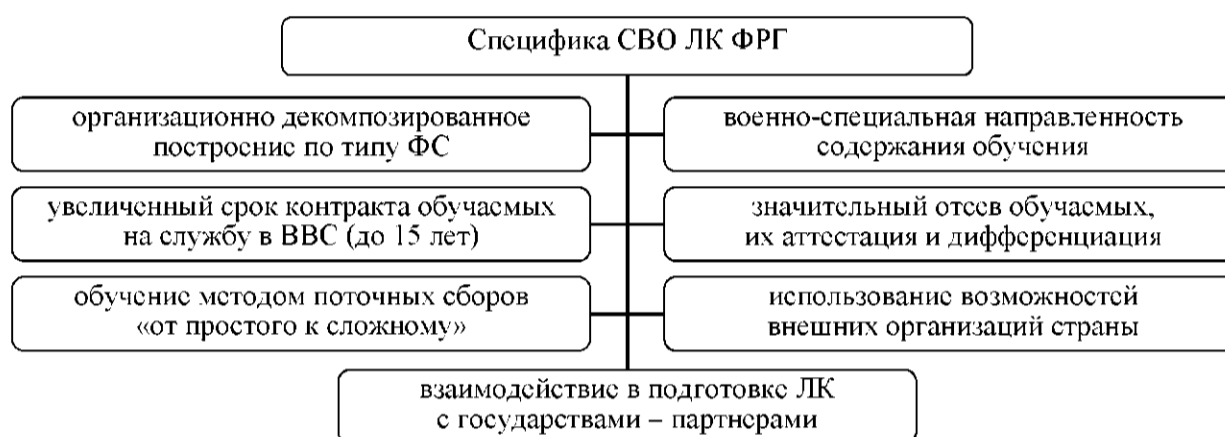 Специфика СВО ЛК ФРГ
организационно декомпозированное
построение по типу ФС
военно-специальная направленность
содержания обучения
увеличенный срок контракта обучаемых
на службу в ВВС (до 15 лет)
значительный отсев обучаемых,
их аттестация и дифференциация
обучение методом поточных сборов
«от простого к сложному»
использование возможностей
внешних организаций страны
взаимодействие в подготовке ЛК
с государствами – партнерами